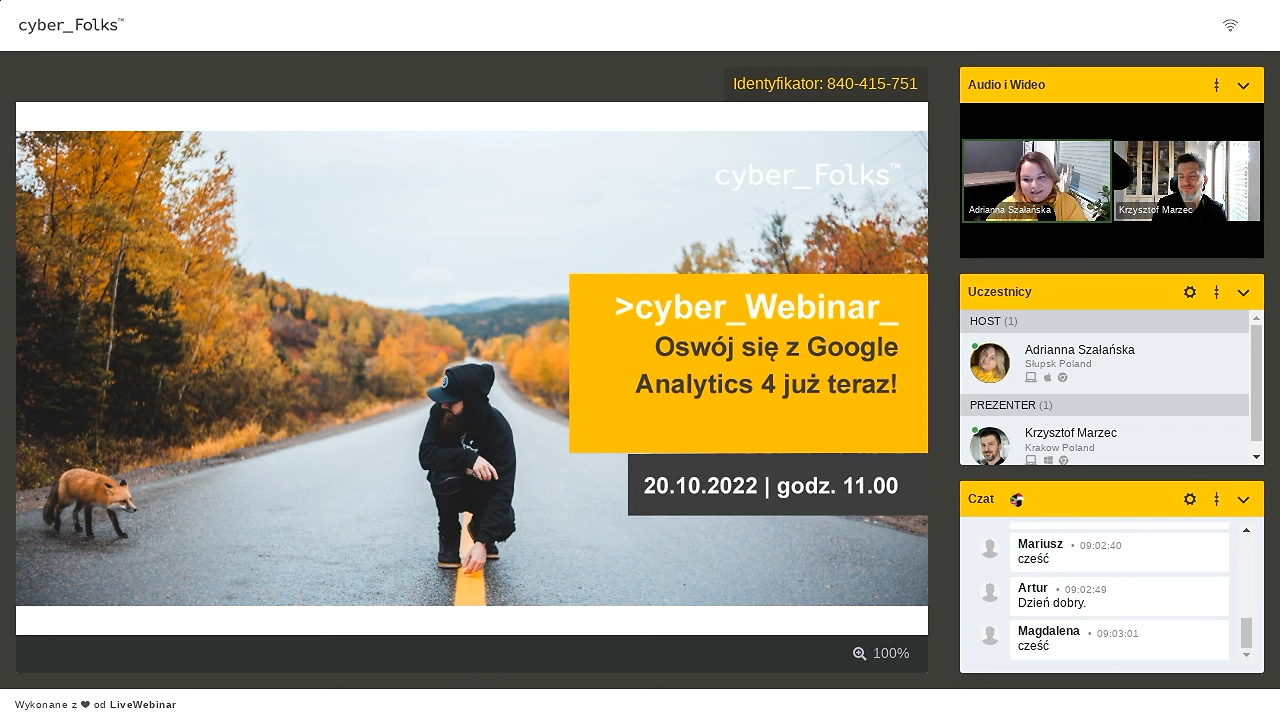 cyber_Folks™
Identyfikator: 840-415-751
cyber_Folks™
>cyber_Webinar_
Oswój się z Google
Analytics 4 już teraz!
20.10.2022 | godz. 11.00
100%
Audio i Wideo
Adrianna Szałańska
Krzysztof Marzec
Uczestnicy
HOST (1)
Adrianna Szałańska
Słupsk Poland
PREZENTER (1)
Krzysztof Marzec
Krakow Poland
Czat
Mariusz • 09:02:40
cześć
Artur • 09:02:49
Dzień dobry.
Magdalena • 09:03:01
cześć
Wykonane z ❤ od LiveWebinar